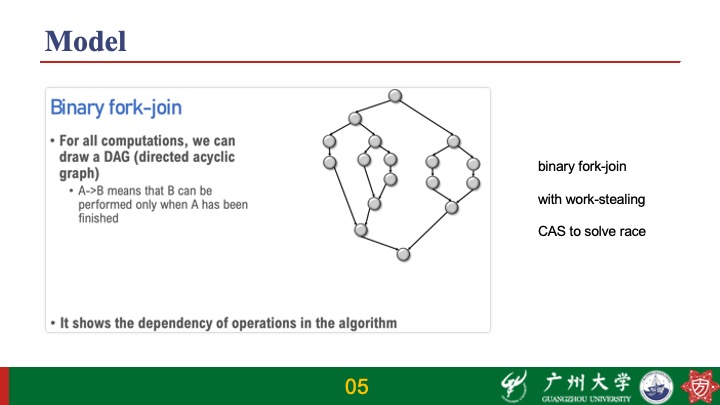 Model
Binary fork-join
• For all computations, we can
draw a DAG (directed acyclic
graph)
• A->B means that B can be
performed only when A has been
finished
• It shows the dependency of operations in the algorithm
binary fork-join
with work-stealing
CAS to solve race
05
广州大学
GUANGZHOU UNIVERSITY